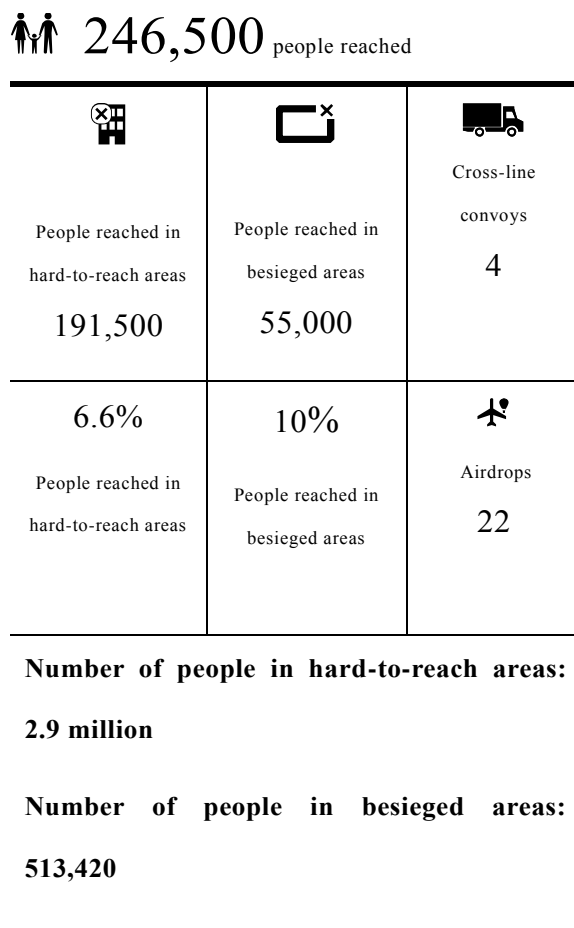 246,500 people reached
People reached in
hard-to-reach areas
191,500
People reached in
besieged areas
55,000
Cross-line
convoys
4
6.6%
People reached in
hard-to-reach areas
10%
People reached in
besieged areas
Airdrops
22
Number of people in hard-to-reach areas:
2.9 million
Number of people in besieged areas:
513,420